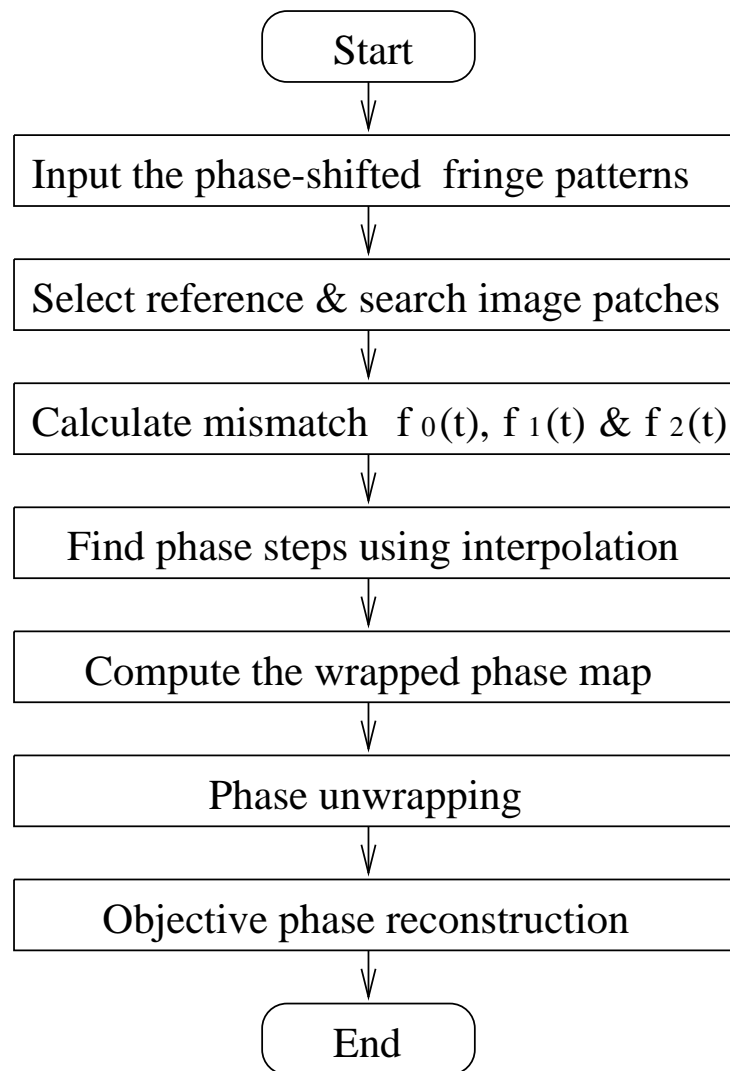 Start
Input the phase-shifted fringe patterns
Select reference & search image patches
Calculate mismatch f 0(t), f 1(t) & f 2(t)
Find phase steps using interpolation
Compute the wrapped phase map
Phase unwrapping
Objective phase reconstruction
End